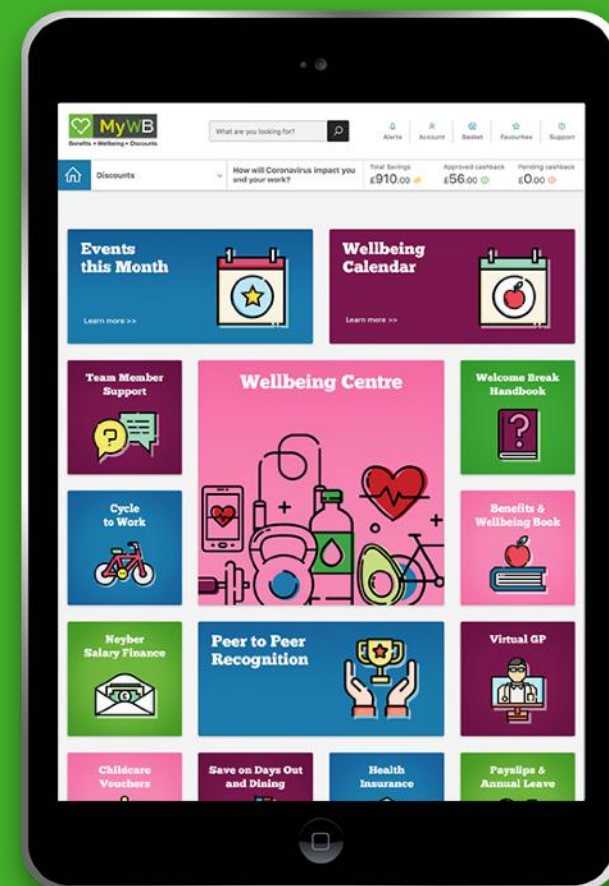 MyWB
Benefits • Wellbeing • Discounts
What are you looking for?
Alerts
Account
Basket
Favourites
Support
Discounts
How will Coronavirus impact you
and your work?
Total Savings
£910.00
Approved cashback
£56.00
Pending cashback
£0.00
Events
this Month
Learn more >>
Wellbeing
Calendar
Learn more >>
Team Member
Support
Wellbeing Centre
Welcome Break
Handbook
Cycle
to Work
Benefits &
Wellbeing Book
Neyber
Salary Finance
Peer to Peer
Recognition
Virtual GP
Childcare
Vouchers
Save on Days Out
and Dining
Health
Insurance
Payslips &
Annual Leave